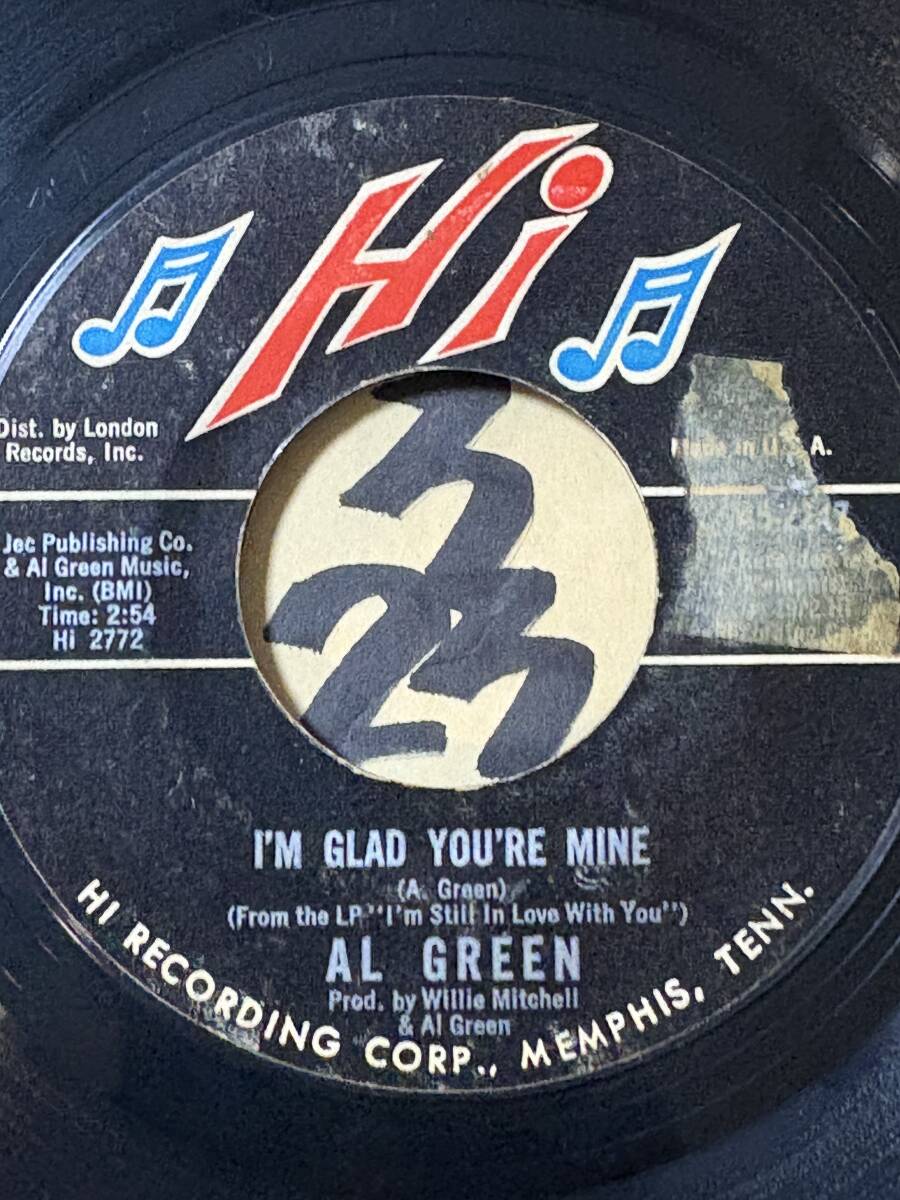 Hi
Dist. by London
Records, Inc.
Made in U.S.A.
Jec Publishing Co.
& Al Green Music,
Inc. (BMI)
Time: 2:54
Hi 2772
I'M GLAD YOU'RE MINE
(A. Green)
(From the LP "I'm Still In Love With You")
AL GREEN
Prod. by Willie Mitchell
& Al Green
HI RECORDING CORP., MEMPHIS, TENN.